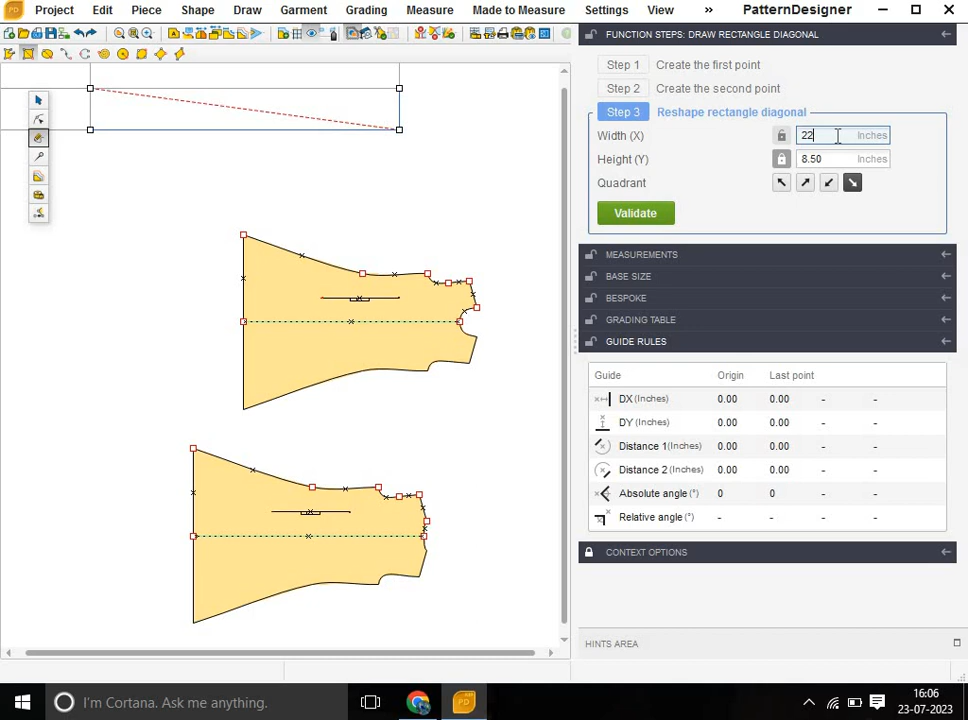 Project Edit Piece Shape Draw Garment Grading Measure Made to Measure Settings View » PatternDesigner
FUNCTION STEPS: DRAW RECTANGLE DIAGONAL
Step 1 Create the first point
Step 2 Create the second point
Step 3 Reshape rectangle diagonal
Width (X) 22 Inches
Height (Y) 8.50 Inches
Quadrant
Validate
MEASUREMENTS
BASE SIZE
BESPOKE
GRADING TABLE
GUIDE RULES
Guide Origin Last point
DX (Inches) 0.00 0.00 - -
DY (Inches) 0.00 0.00 - -
Distance 1(Inches) 0.00 0.00 - -
Distance 2 (Inches) 0.00 0.00 - -
Absolute angle (°) 0 0 - -
Relative angle (°) - - - -
CONTEXT OPTIONS
HINTS AREA
I'm Cortana. Ask me anything.
PD
16:06
23-07-2023